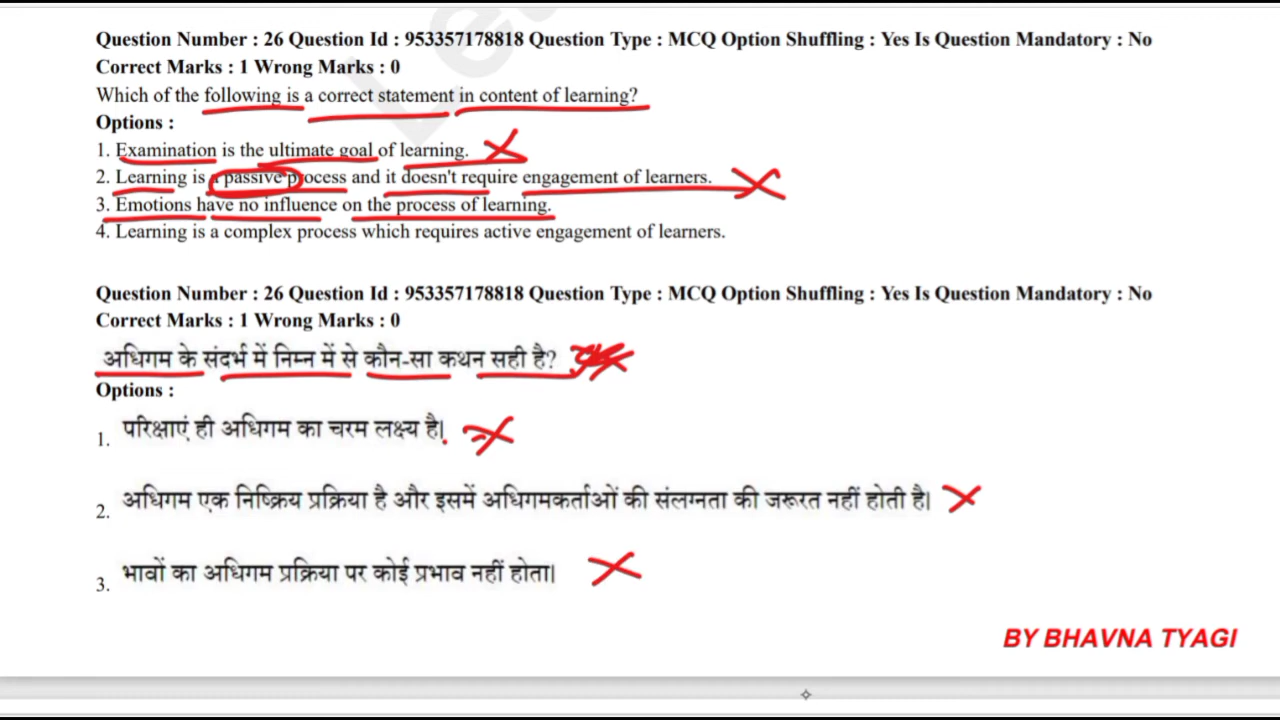 Question Number : 26 Question Id : 953357178818 Question Type : MCQ Option Shuffling : Yes Is Question Mandatory : No
Correct Marks : 1 Wrong Marks : 0
Which of the following is a correct statement in content of learning?
Options :
1. Examination is the ultimate goal of learning.
2. Learning is a passive process and it doesn't require engagement of learners.
3. Emotions have no influence on the process of learning.
4. Learning is a complex process which requires active engagement of learners.
Question Number : 26 Question Id : 953357178818 Question Type : MCQ Option Shuffling : Yes Is Question Mandatory : No
Correct Marks : 1 Wrong Marks : 0
अधिगम के संदर्भ में निम्न में से कौन-सा कथन सही है?
Options :
1. परिक्षाएं ही अधिगम का चरम लक्ष्य है।
2. अधिगम एक निष्क्रिय प्रक्रिया है और इसमें अधिगमकर्ताओं की संलग्नता की जरूरत नहीं होती है।
3. भावों का अधिगम प्रक्रिया पर कोई प्रभाव नहीं होता।
BY BHAVNA TYAGI